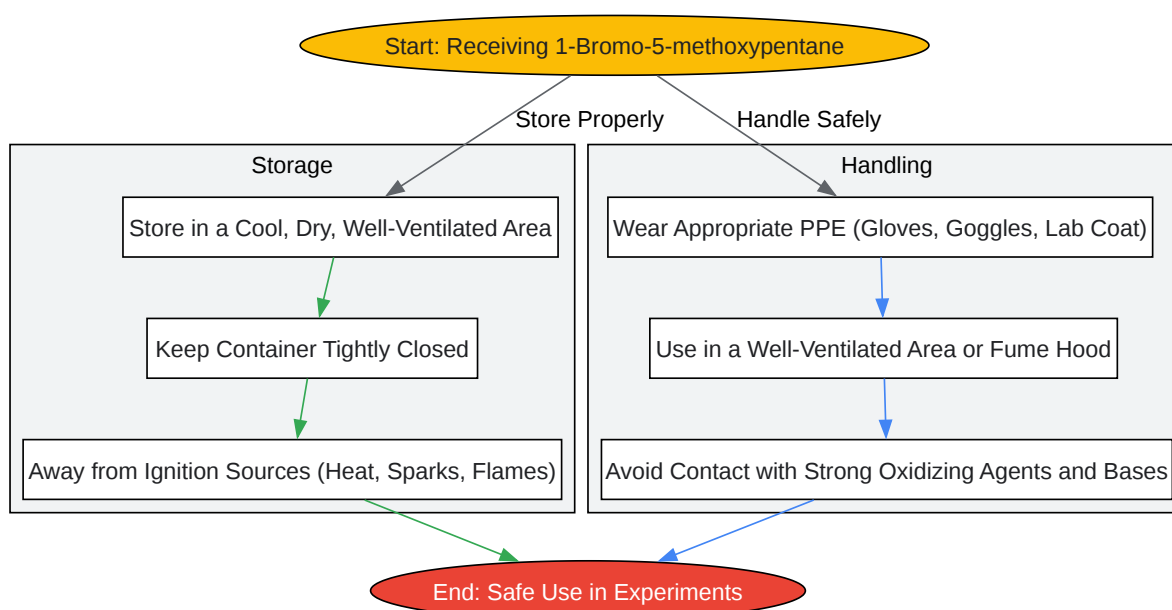 Start: Receiving 1-Bromo-5-methoxypentane
Store Properly
Handle Safely
Storage
Store in a Cool, Dry, Well-Ventilated Area
Keep Container Tightly Closed
Away from Ignition Sources (Heat, Sparks, Flames)
Handling
Wear Appropriate PPE (Gloves, Goggles, Lab Coat)
Use in a Well-Ventilated Area or Fume Hood
Avoid Contact with Strong Oxidizing Agents and Bases
End: Safe Use in Experiments